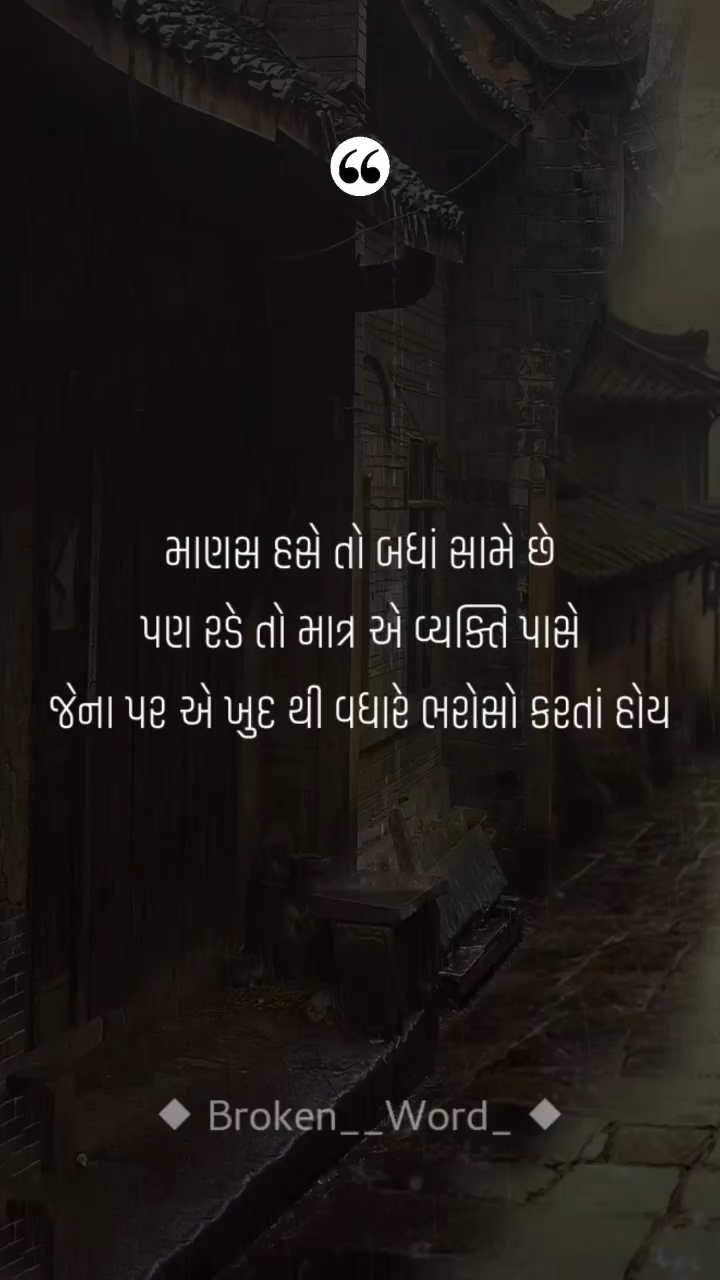 ❝
માણસ હસે તો બધાં સામે છે
પણ રડે તો માત્ર એ વ્યક્તિ પાસે
જેના પર એ ખુદ થી વધારે ભરોસો કરતાં હોય
◆ Broken__Word_ ◆